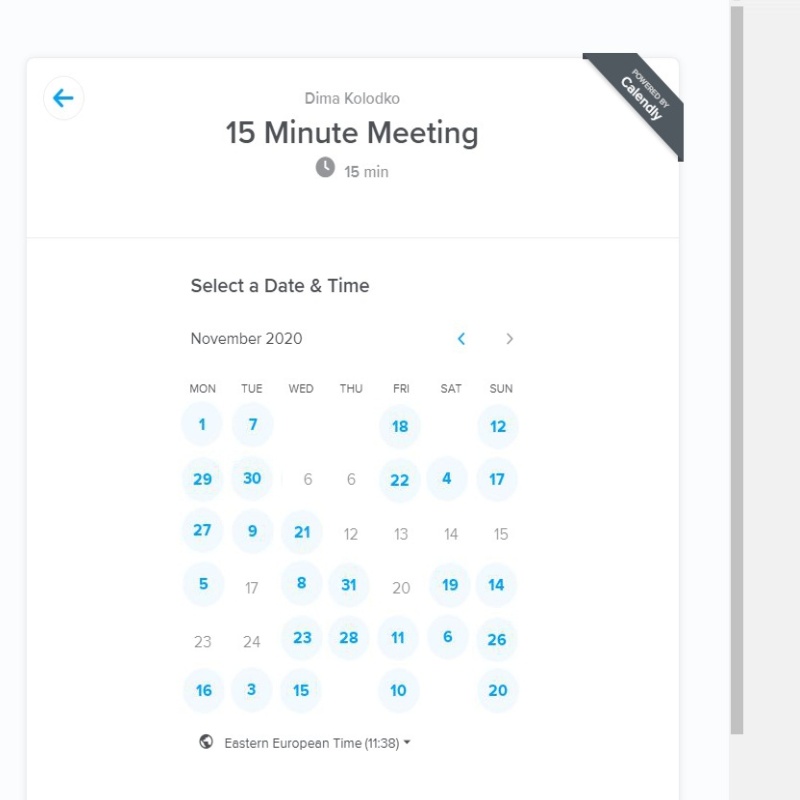 POWERED BY
Calendly
Dima Kolodko
15 Minute Meeting
15 min
Select a Date & Time
November 2020
MON TUE WED THU FRI SAT SUN
1 7 18 12
29 30 6 6 22 4 17
27 9 21 12 13 14 15
5 17 8 31 20 19 14
23 24 23 28 11 6 26
16 3 15 10 20
Eastern European Time (11:38)